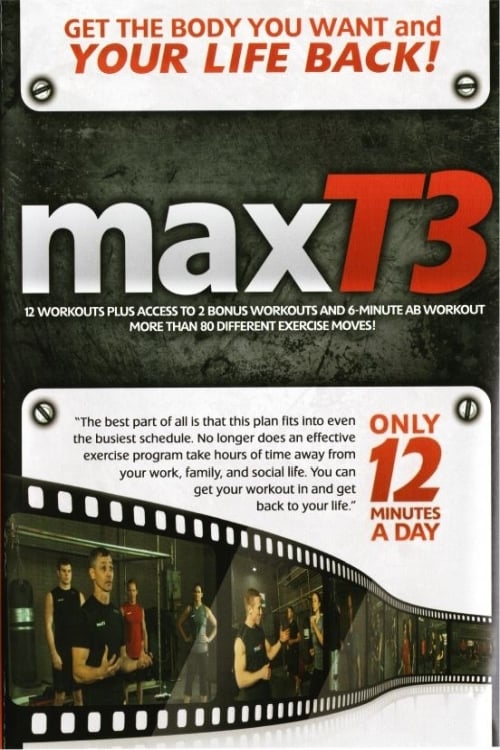 GET THE BODY YOU WANT and
YOUR LIFE BACK!
maxT3
12 WORKOUTS PLUS ACCESS TO 2 BONUS WORKOUTS AND 6-MINUTE AB WORKOUT
MORE THAN 80 DIFFERENT EXERCISE MOVES!
"The best part of all is that this plan fits into even
the busiest schedule. No longer does an effective
exercise program take hours of time away from
your work, family, and social life. You can
get your workout in and get
back to your life."
ONLY
12
MINUTES
A DAY